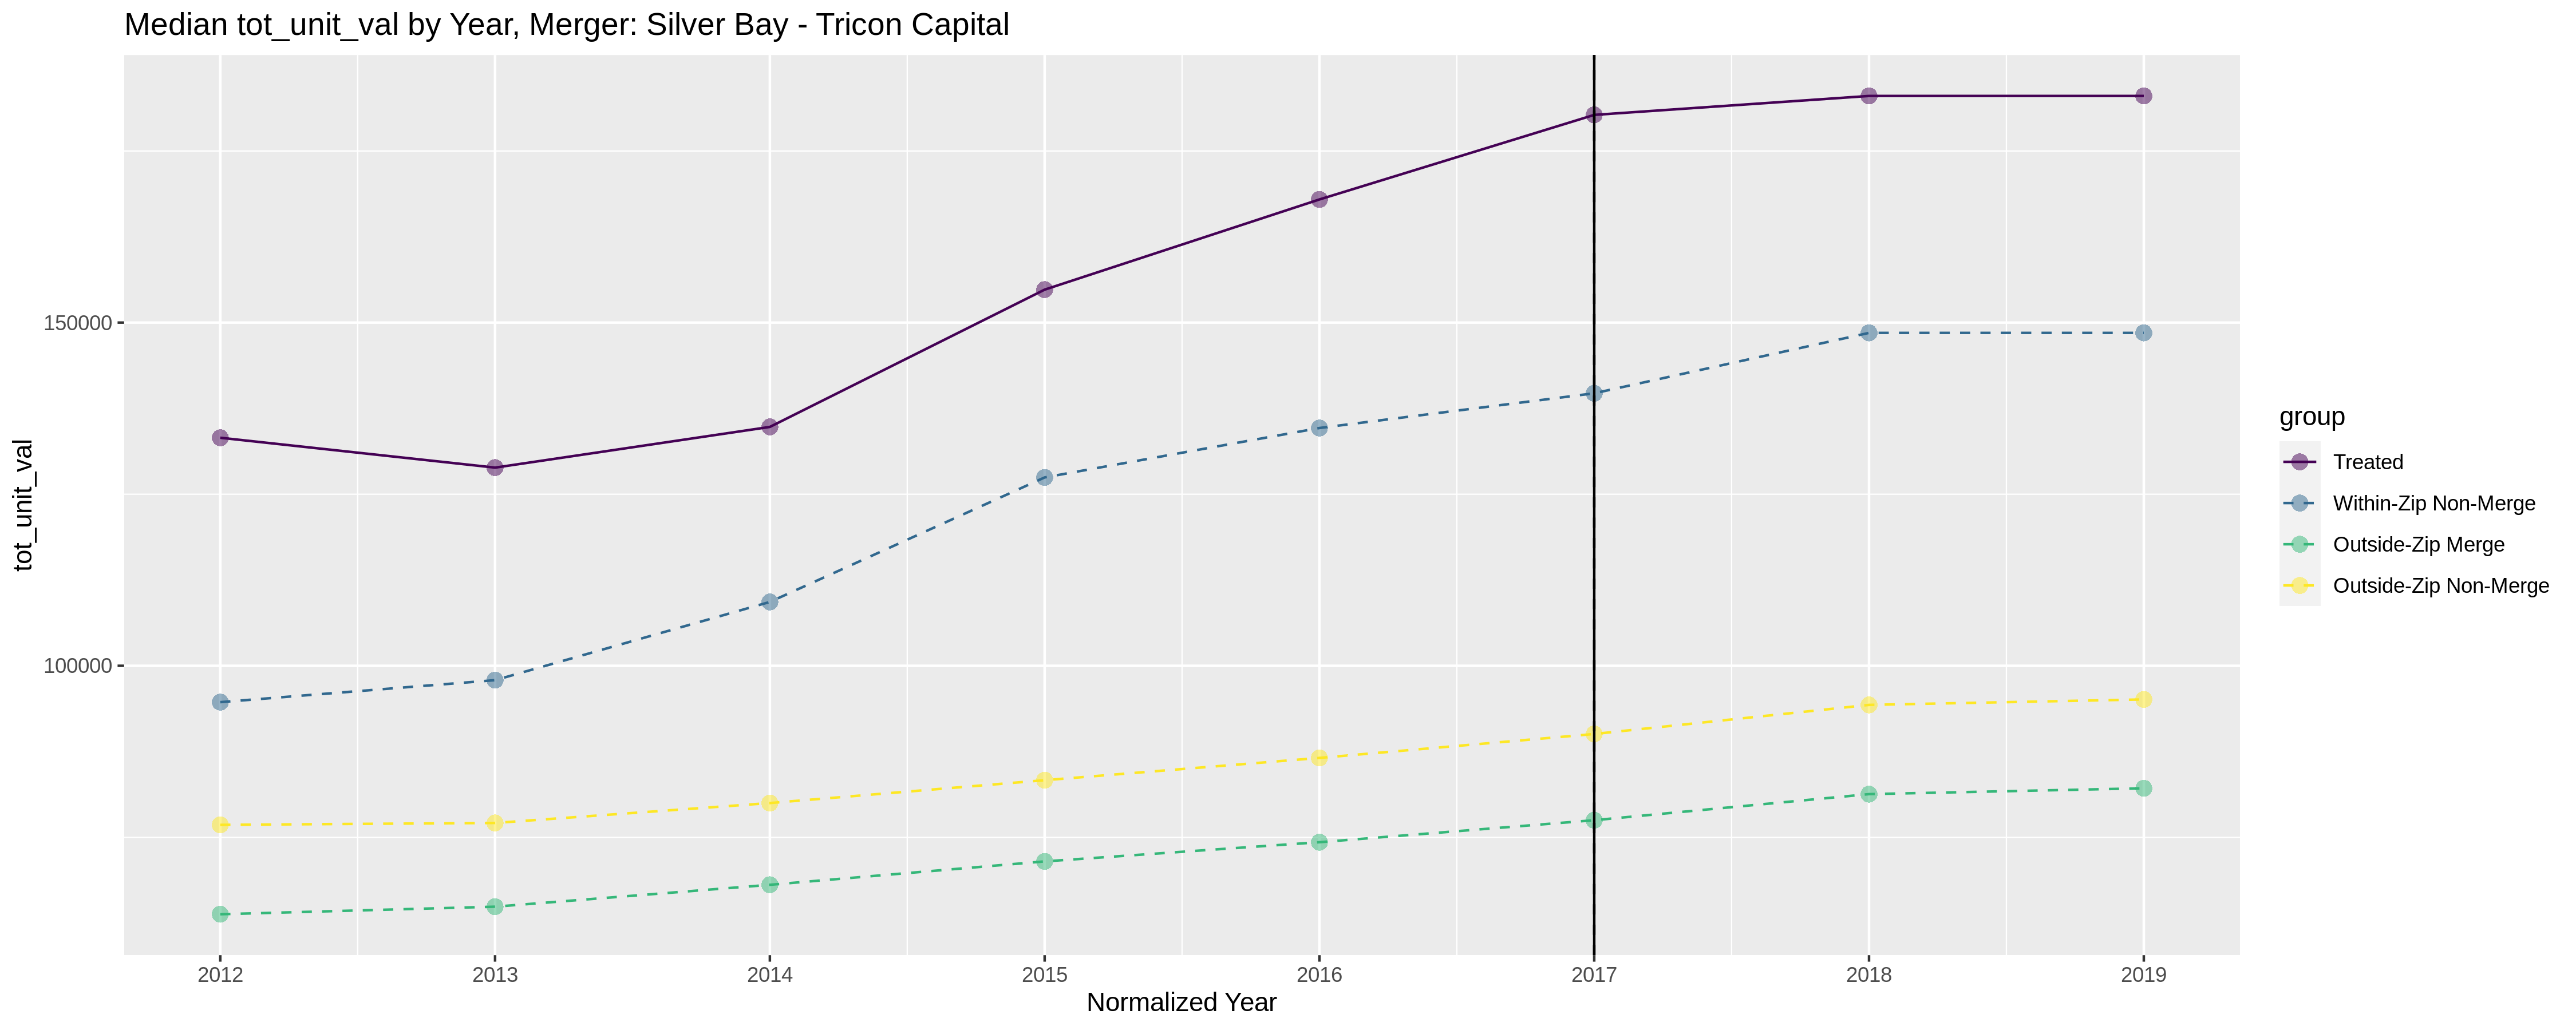 Median tot_unit_val by Year, Merger: Silver Bay - Tricon Capital
tot_unit_val
150000
100000
2012 2013 2014 2015 2016 2017 2018 2019
Normalized Year
group
Treated
Within-Zip Non-Merge
Outside-Zip Merge
Outside-Zip Non-Merge